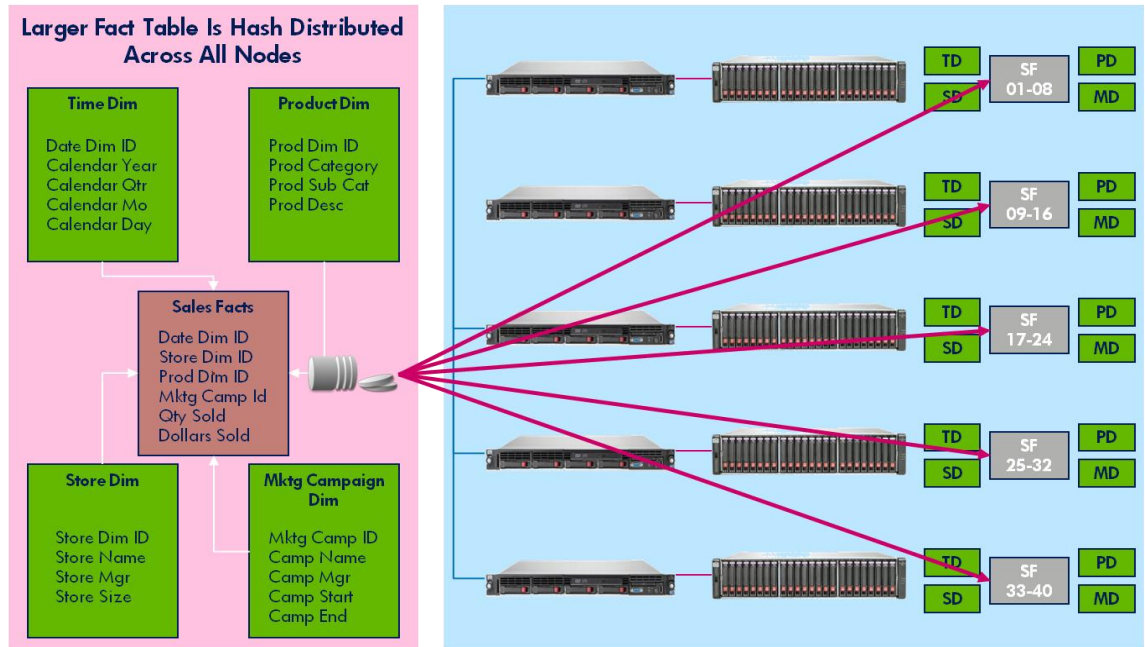 Larger Fact Table Is Hash Distributed
Across All Nodes
Time Dim
Date Dim ID
Calendar Year
Calendar Qtr
Calendar Mo
Calendar Day
Product Dim
Prod Dim ID
Prod Category
Prod Sub Cat
Prod Desc
Sales Facts
Date Dim ID
Store Dim ID
Prod Dim ID
Mktg Camp Id
Qty Sold
Dollars Sold
Store Dim
Store Dim ID
Store Name
Store Mgr
Store Size
Mktg Campaign
Dim
Mktg Camp ID
Camp Name
Camp Mgr
Camp Start
Camp End
TD
SD
SF
01-08
PD
MD
TD
SD
SF
09-16
PD
MD
TD
SD
SF
17-24
PD
MD
TD
SD
SF
25-32
PD
MD
TD
SD
SF
33-40
PD
MD